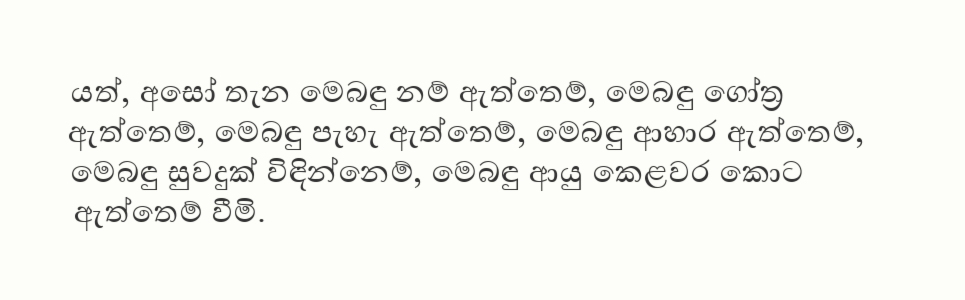 යත්, අසෝ තැන මෙබඳු නම් ඇත්තෙම්, මෙබඳු ගෝත්‍ර
ඇත්තෙම්, මෙබඳු පැහැ ඇත්තෙම්, මෙබඳු ආහාර ඇත්තෙම්,
මෙබඳු සුවදුක් විඳින්නෙම්, මෙබඳු ආයු කෙළවර කොට
ඇත්තෙම් වීමි.